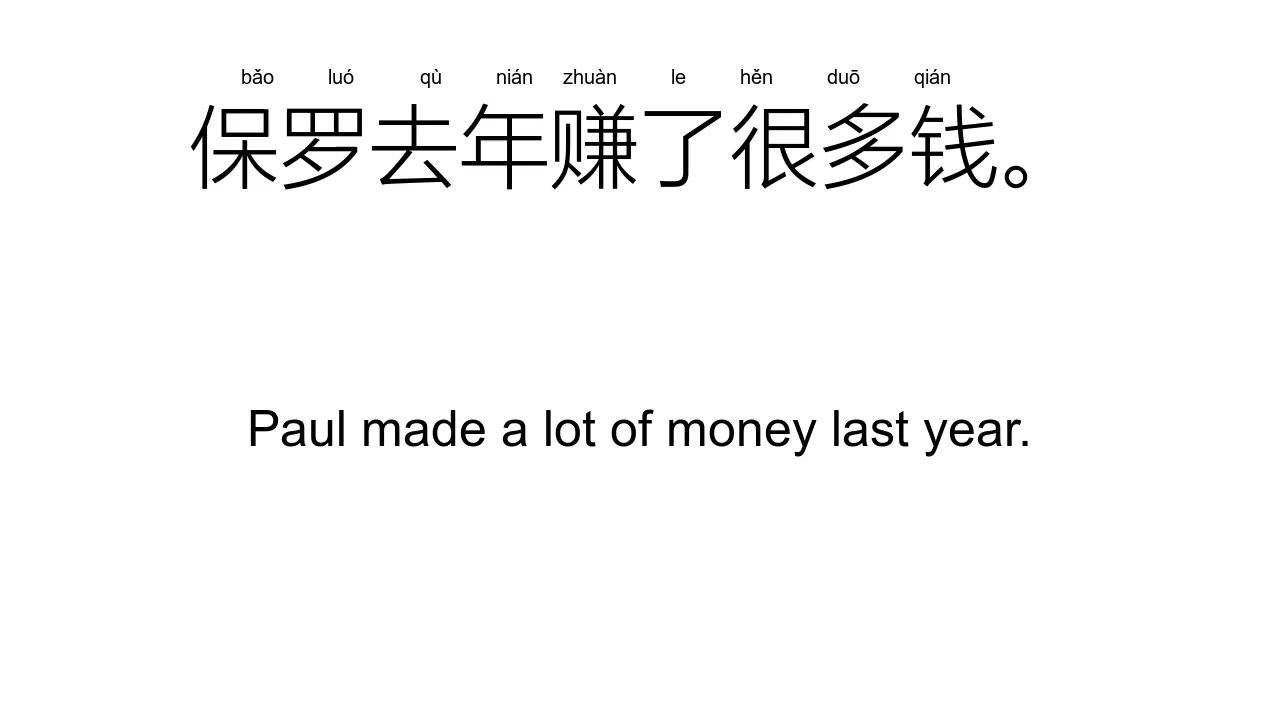 bǎo luó qù nián zhuàn le hěn duō qián
保罗去年赚了很多钱。
Paul made a lot of money last year.